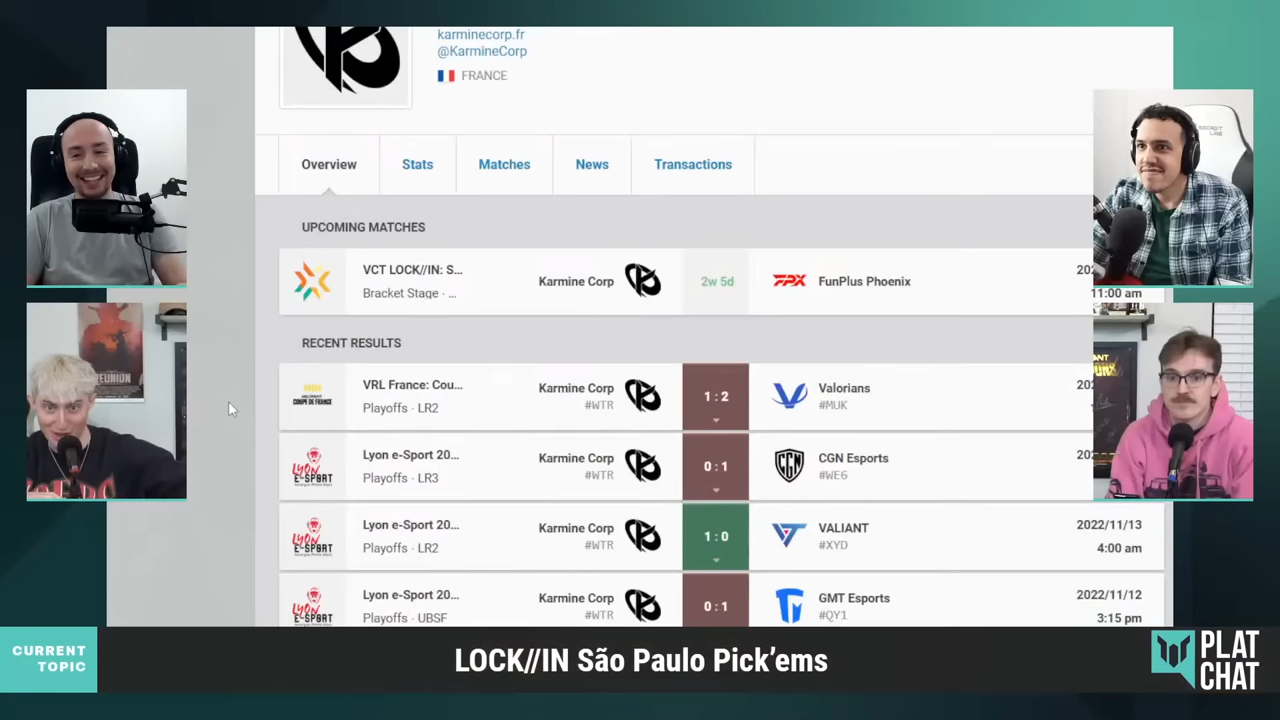 karminecorp.fr
@KarmineCorp
FRANCE
Overview
Stats
Matches
News
Transactions
UPCOMING MATCHES
VCT LOCK//IN: S...
Bracket Stage · ...
Karmine Corp
2w 5d
FPX
FunPlus Phoenix
11:00 am
RECENT RESULTS
VRL France: Cou...
Playoffs · LR2
Karmine Corp
#WTR
1 : 2
Valorians
#MUK
Lyon e-Sport 20...
Playoffs · LR3
Karmine Corp
#WTR
0 : 1
CGN
CGN Esports
#WE6
Lyon e-Sport 20...
Playoffs · LR2
Karmine Corp
#WTR
1 : 0
VALIANT
#XYD
2022/11/13
4:00 am
Lyon e-Sport 20...
Playoffs · UBSF
Karmine Corp
#WTR
0 : 1
GMT Esports
#QY1
2022/11/12
3:15 pm
CURRENT
TOPIC
LOCK//IN São Paulo Pick'ems
PLAT
CHAT